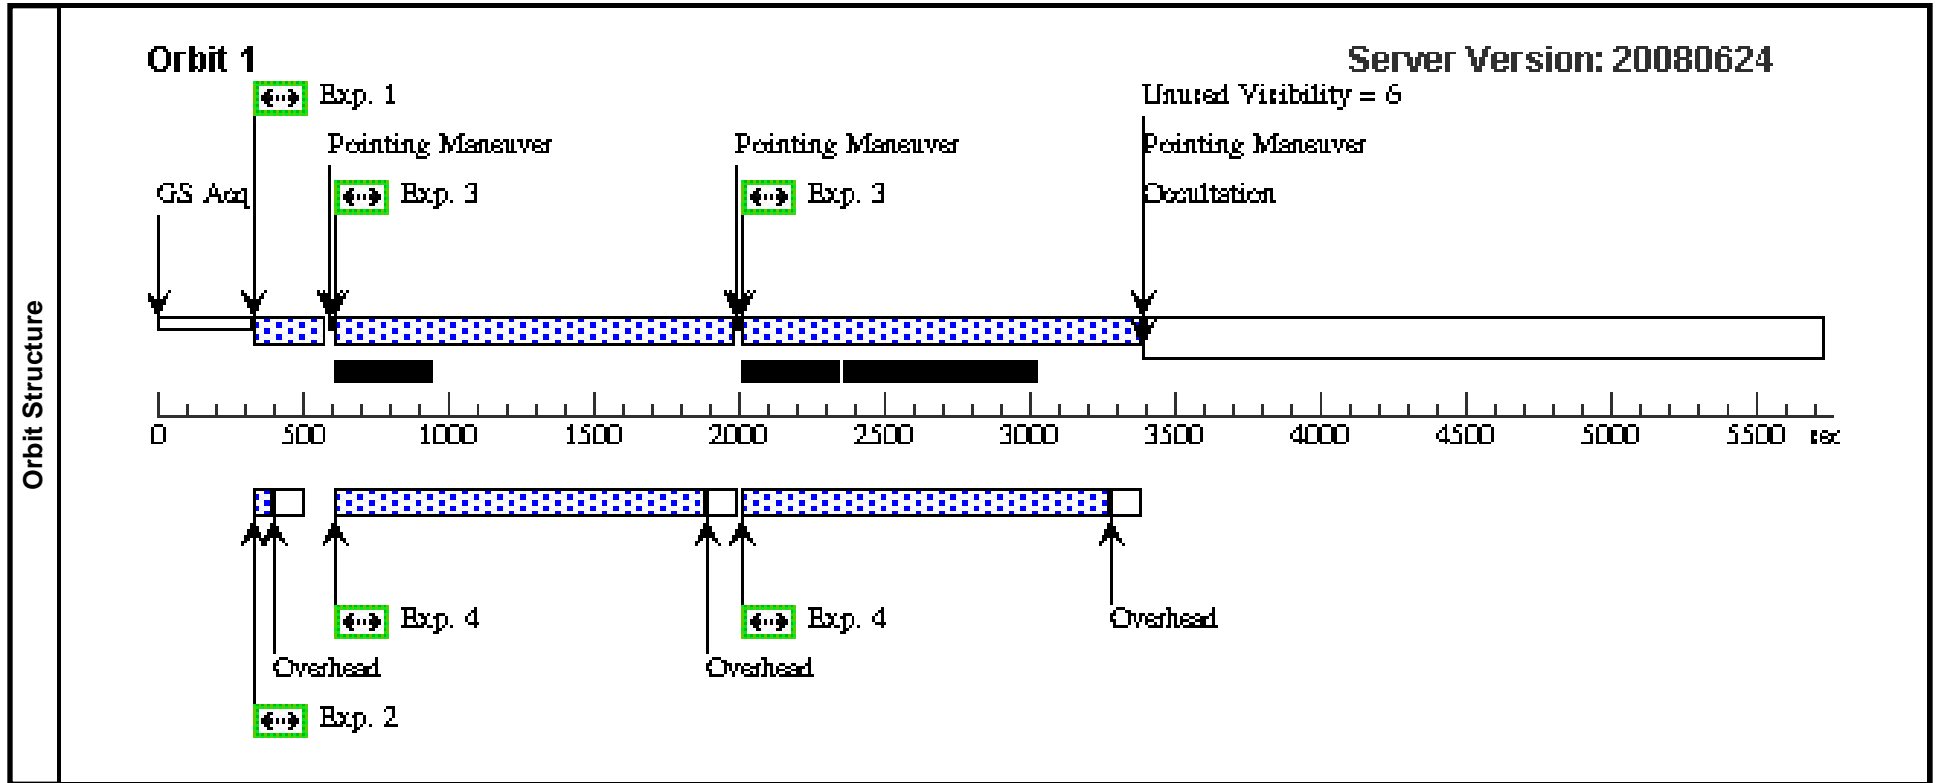 Orbit Structure
Orbit 1
Server Version: 20080624
Exp. 1
Unused Visibility = 6
Pointing Maneuver
Pointing Maneuver
Pointing Maneuver
GS Acq
Exp. 3
Exp. 3
Occultation
0 500 1000 1500 2000 2500 3000 3500 4000 4500 5000 5500 sec
Exp. 4
Exp. 4
Overhead
Overhead
Overhead
Exp. 2